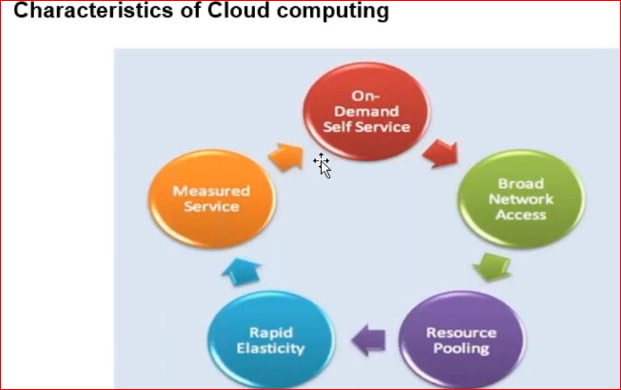 Characteristics of Cloud computing
On-
Demand
Self Service
Broad
Network
Access
Resource
Pooling
Rapid
Elasticity
Measured
Service